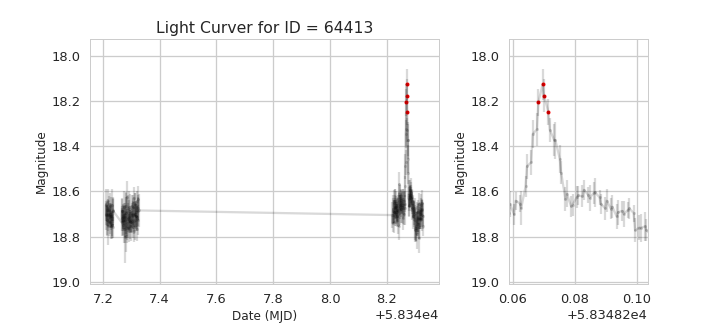 Light Curver for ID = 64413
Magnitude
18.0
18.2
18.4
18.6
18.8
19.0
7.2 7.4 7.6 7.8 8.0 8.2
Date (MJD) +5.834e4
Magnitude
18.0
18.2
18.4
18.6
18.8
19.0
0.06 0.08 0.10
+5.83482e4